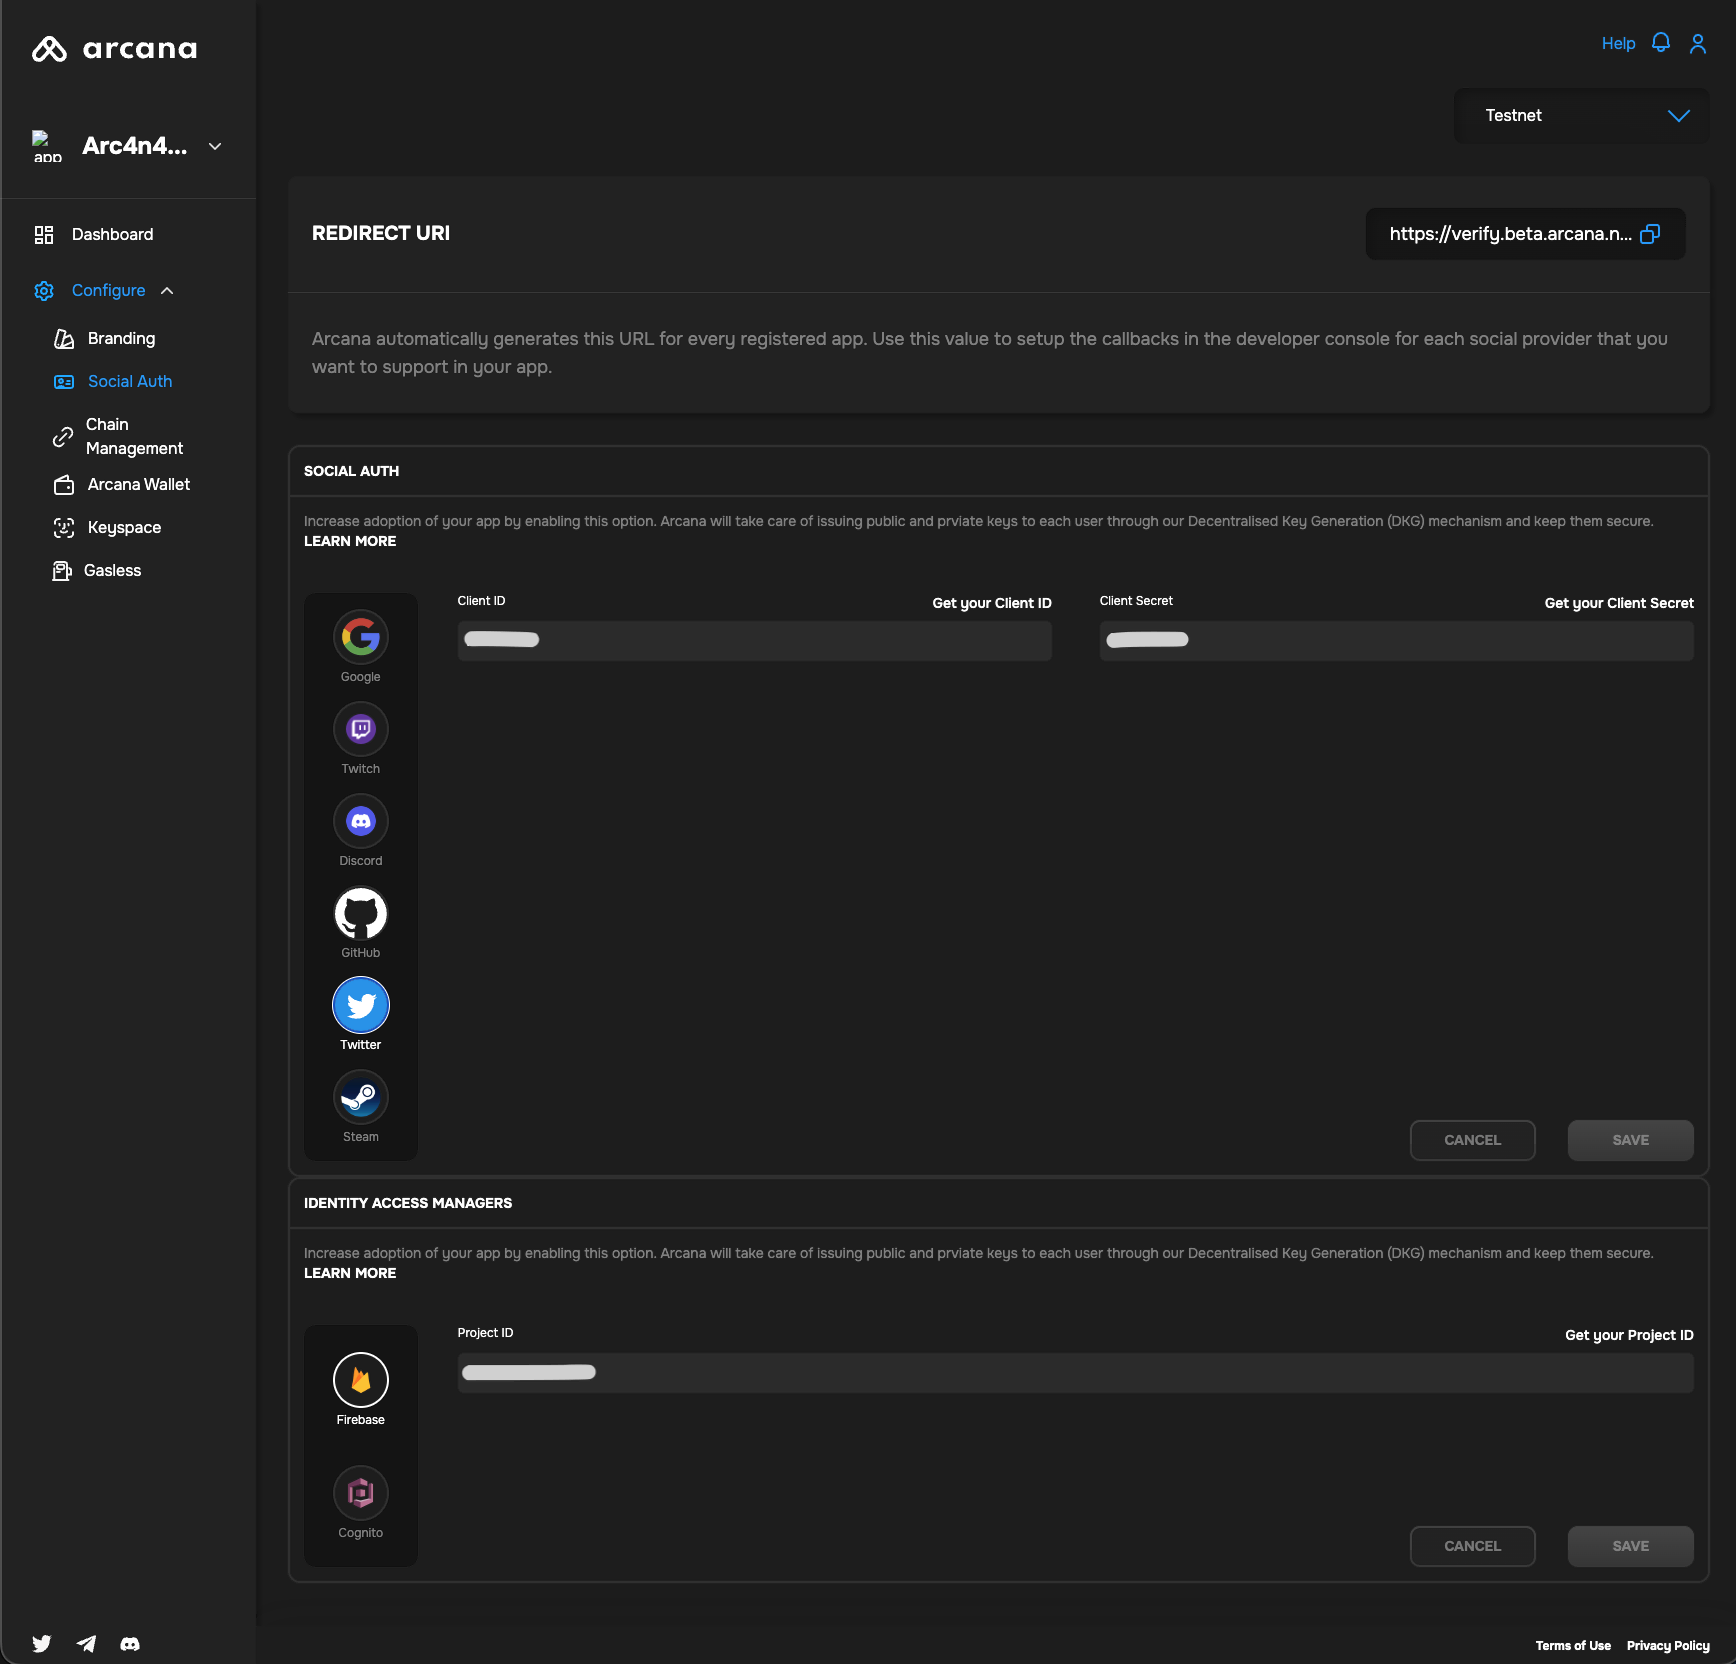 arcana
Help
Testnet
app
Arc4n4...
Dashboard
Configure
Branding
Social Auth
Chain
Management
Arcana Wallet
Keyspace
Gasless
REDIRECT URI
https://verify.beta.arcana.n...
Arcana automatically generates this URL for every registered app. Use this value to setup the callbacks in the developer console for each social provider that you
want to support in your app.
SOCIAL AUTH
Increase adoption of your app by enabling this option. Arcana will take care of issuing public and prviate keys to each user through our Decentralised Key Generation (DKG) mechanism and keep them secure.
LEARN MORE
Google
Twitch
Discord
GitHub
Twitter
Steam
Client ID
Get your Client ID
Client Secret
Get your Client Secret
CANCEL
SAVE
IDENTITY ACCESS MANAGERS
Increase adoption of your app by enabling this option. Arcana will take care of issuing public and prviate keys to each user through our Decentralised Key Generation (DKG) mechanism and keep them secure.
LEARN MORE
Firebase
Cognito
Project ID
Get your Project ID
CANCEL
SAVE
Terms of Use
Privacy Policy